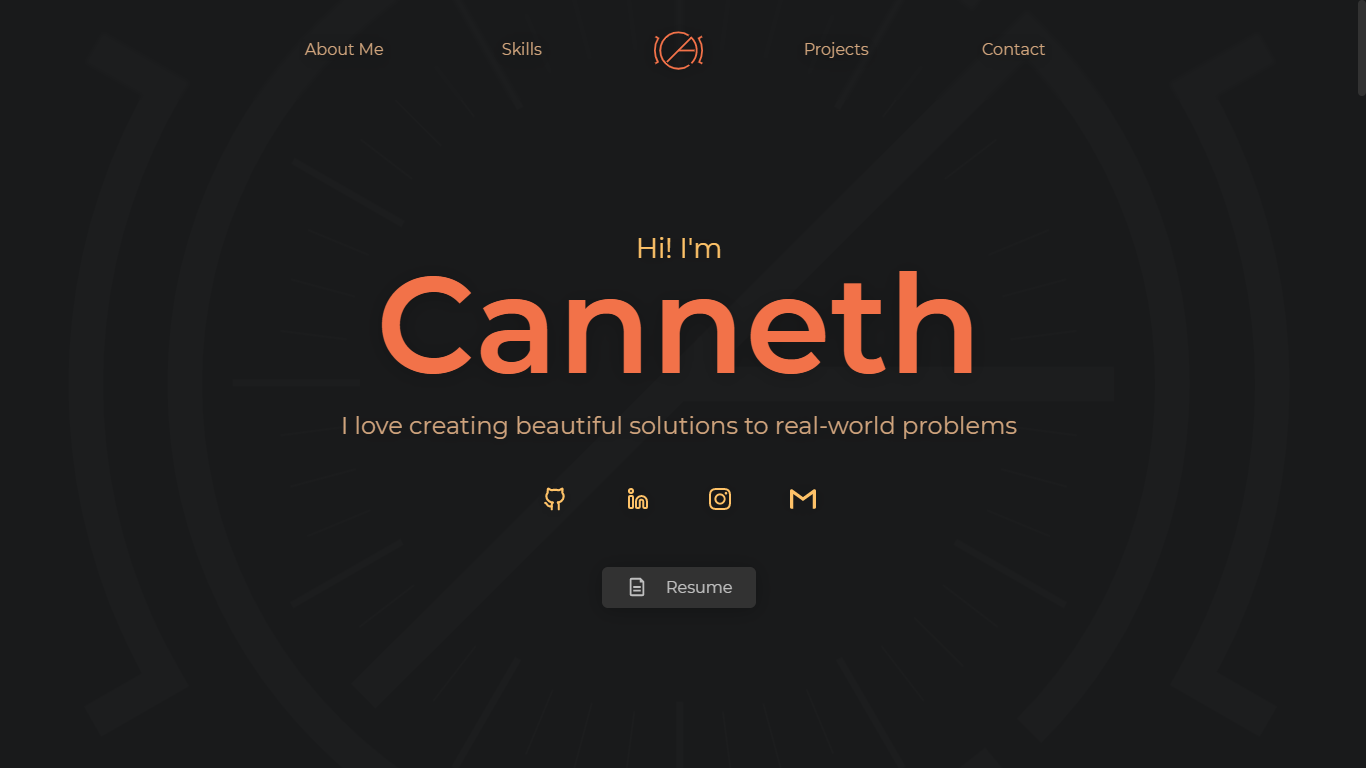 About Me Skills Projects Contact
Hi! I'm
Canneth
I love creating beautiful solutions to real-world problems
Resume